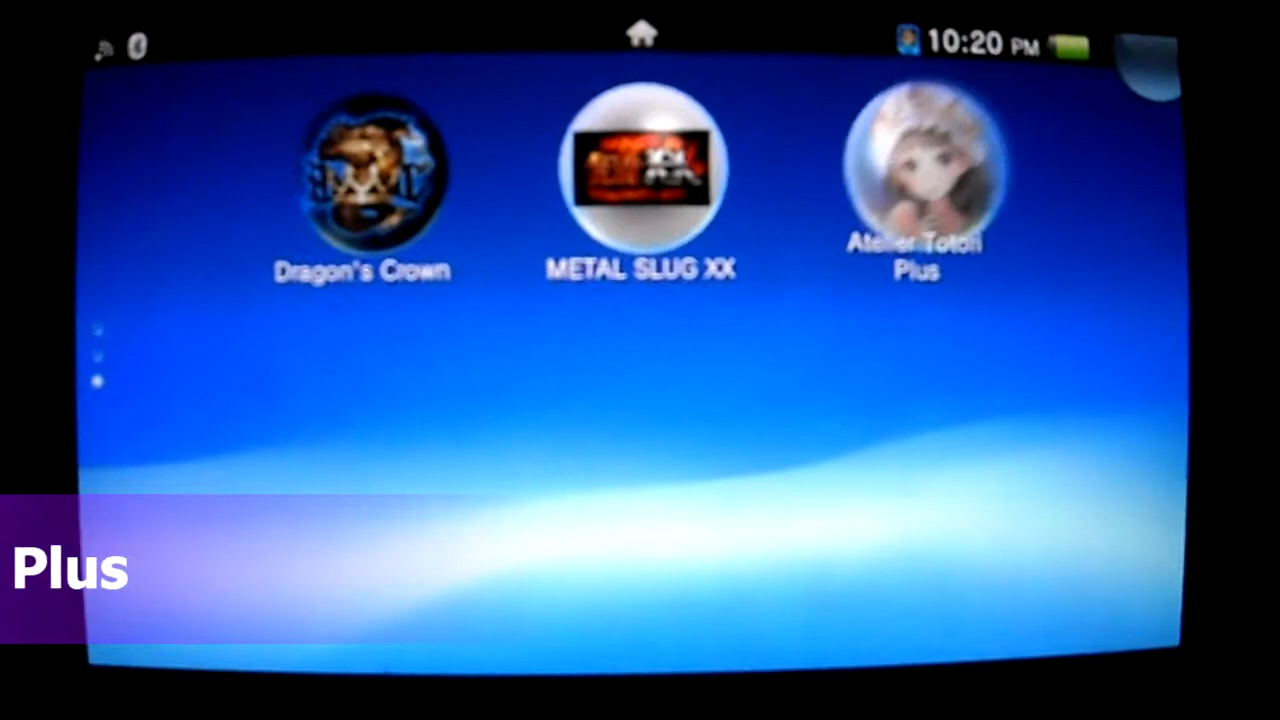 10:20 PM
Dragon's Crown
METAL SLUG XX
Atelier Totori
Plus
Plus